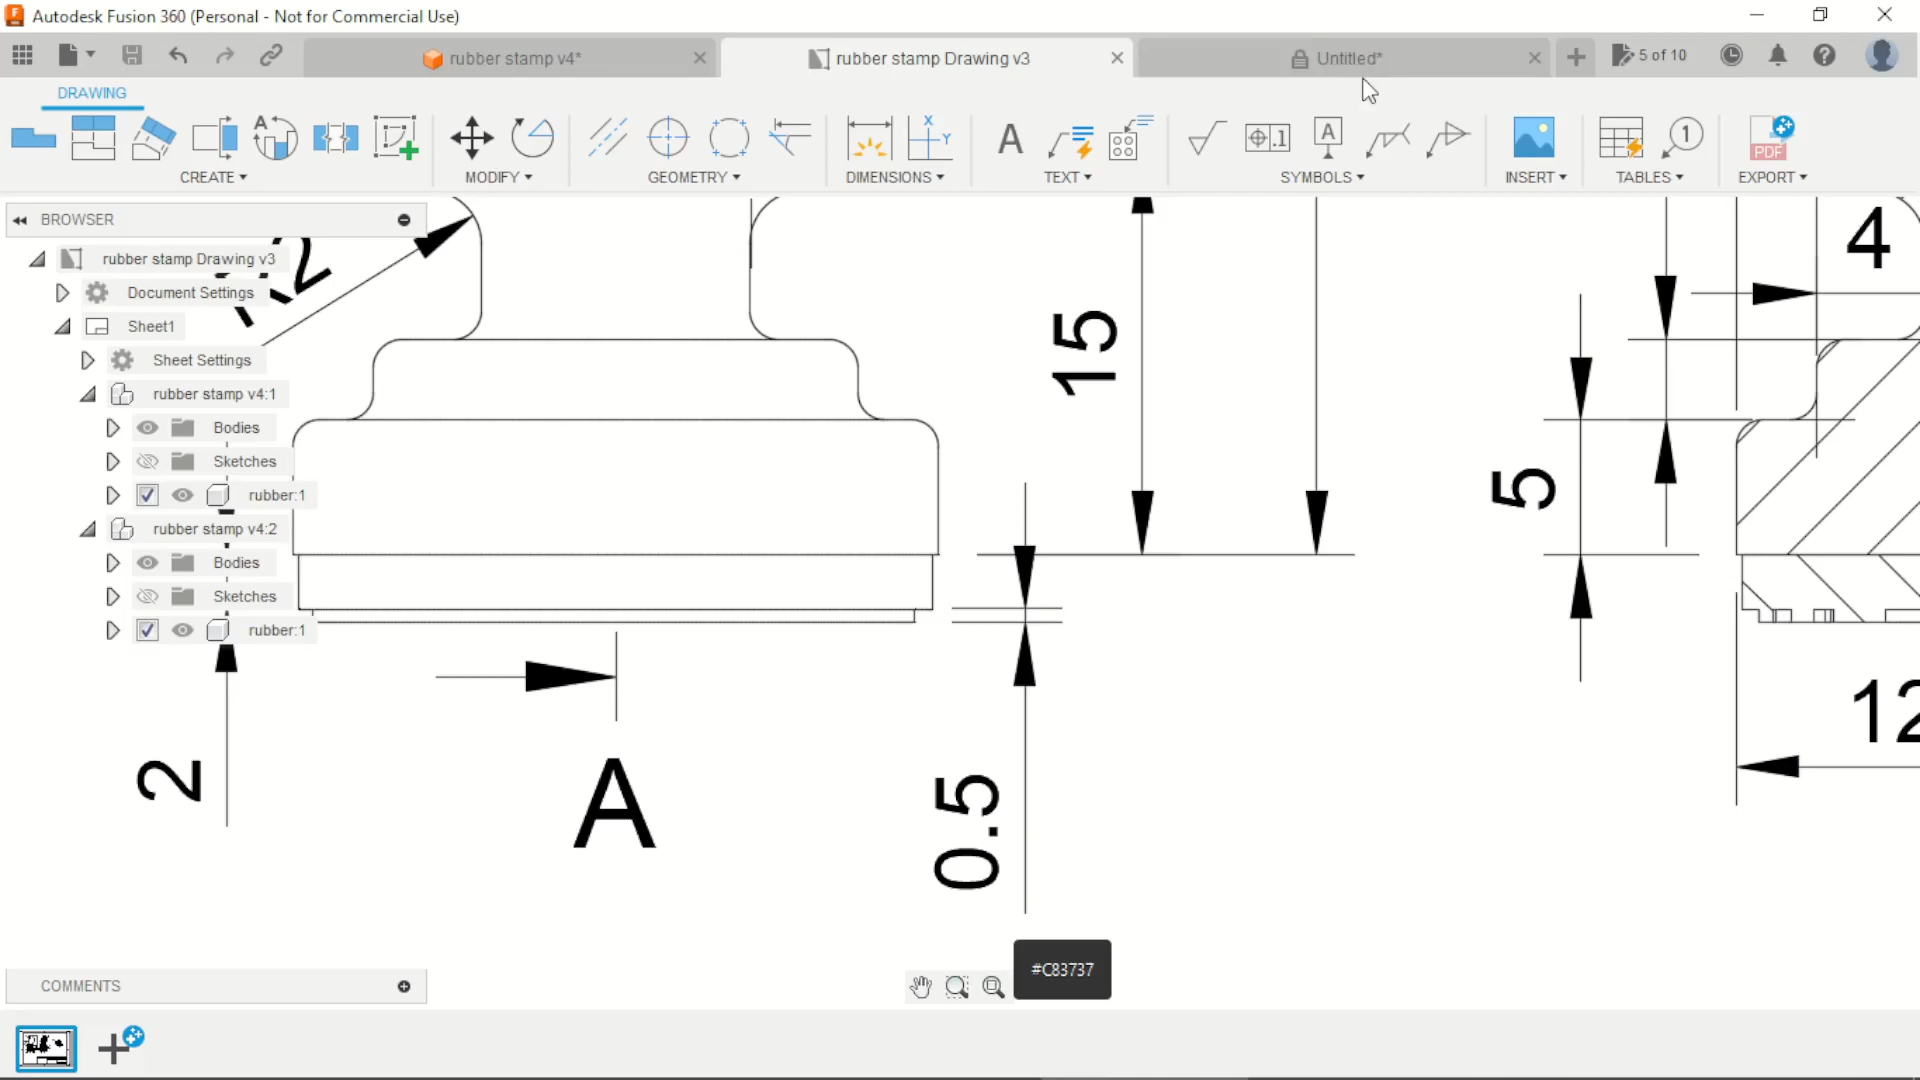 Autodesk Fusion 360 (Personal - Not for Commercial Use)
rubber stamp v4*
rubber stamp Drawing v3
Untitled*
5 of 10
DRAWING
CREATE
MODIFY
GEOMETRY
DIMENSIONS
TEXT
SYMBOLS
INSERT
TABLES
EXPORT
PDF
BROWSER
rubber stamp Drawing v3
Document Settings
Sheet1
Sheet Settings
rubber stamp v4:1
Bodies
Sketches
rubber:1
rubber stamp v4:2
Bodies
Sketches
rubber:1
15
4
5
12
2
A
0.5
#C83737
COMMENTS